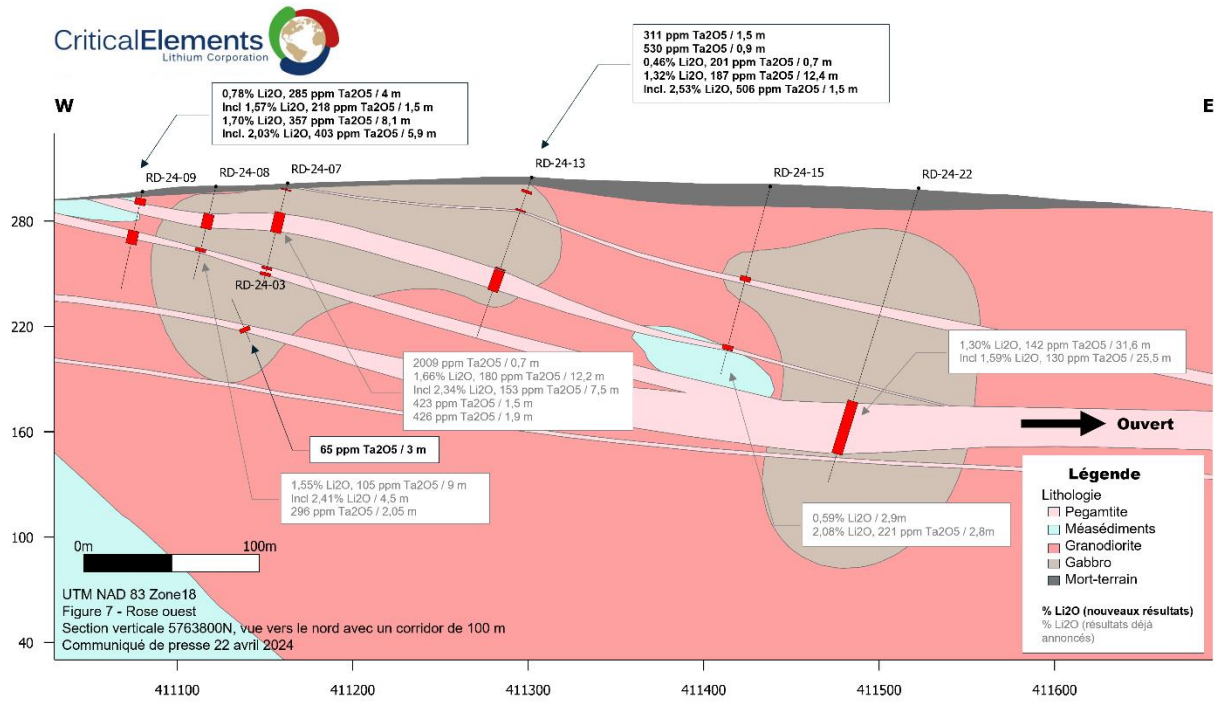 CriticalElements
Lithium Corporation
311 ppm Ta2O5 / 1,5 m
530 ppm Ta2O5 / 0,9 m
0,46% Li2O, 201 ppm Ta2O5 / 0,7 m
1,32% Li2O, 187 ppm Ta2O5 / 12,4 m
Incl. 2,53% Li2O, 506 ppm Ta2O5 / 1,5 m
0,78% Li2O, 285 ppm Ta2O5 / 4 m
Incl 1,57% Li2O, 218 ppm Ta2O5 / 1,5 m
1,70% Li2O, 357 ppm Ta2O5 / 8,1 m
Incl. 2,03% Li2O, 403 ppm Ta2O5 / 5,9 m
W
E
RD-24-09
RD-24-08
RD-24-07
RD-24-13
RD-24-15
RD-24-22
280
RD-24-03
220
1,30% Li2O, 142 ppm Ta2O5 / 31,6 m
Incl 1,59% Li2O, 130 ppm Ta2O5 / 25,5 m
2009 ppm Ta2O5 / 0,7 m
1,66% Li2O, 180 ppm Ta2O5 / 12,2 m
Incl 2,34% Li2O, 153 ppm Ta2O5 / 7,5 m
423 ppm Ta2O5 / 1,5 m
426 ppm Ta2O5 / 1,9 m
160
Ouvert
65 ppm Ta2O5 / 3 m
1,55% Li2O, 105 ppm Ta2O5 / 9 m
Incl 2,41% Li2O / 4,5 m
296 ppm Ta2O5 / 2,05 m
0,59% Li2O / 2,9m
2,08% Li2O, 221 ppm Ta2O5 / 2,8m
Légende
Lithologie
Pegamtite
Méasédiments
Granodiorite
Gabbro
Mort-terrain
% Li2O (nouveaux résultats)
% Li2O (résultats déjà
annoncés)
100
0m
100m
UTM NAD 83 Zone18
Figure 7 - Rose ouest
Section verticale 5763800N, vue vers le nord avec un corridor de 100 m
Communiqué de presse 22 avril 2024
40
411100
411200
411300
411400
411500
411600